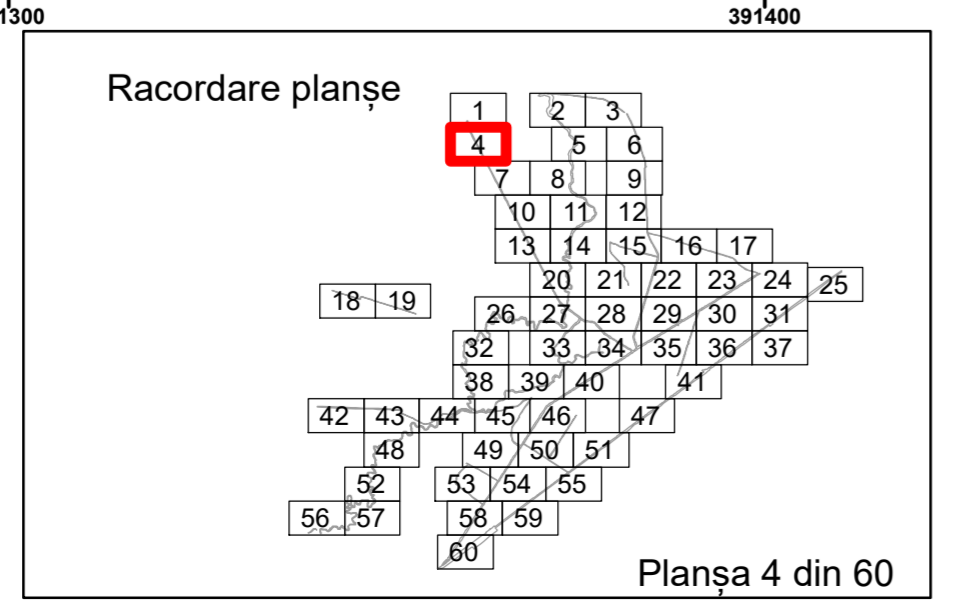 1300 391400
Racordare planșe
1 2 3
4 5 6
7 8 9
10 11 12
13 14 15 16 17
20 21 22 23 24 25
18 19
26 27 28 29 30 31
32 33 34 35 36 37
38 39 40 41
42 43 44 45 46 47
48 49 50 51
52 53 54 55
56 57 58 59
60
Planșa 4 din 60